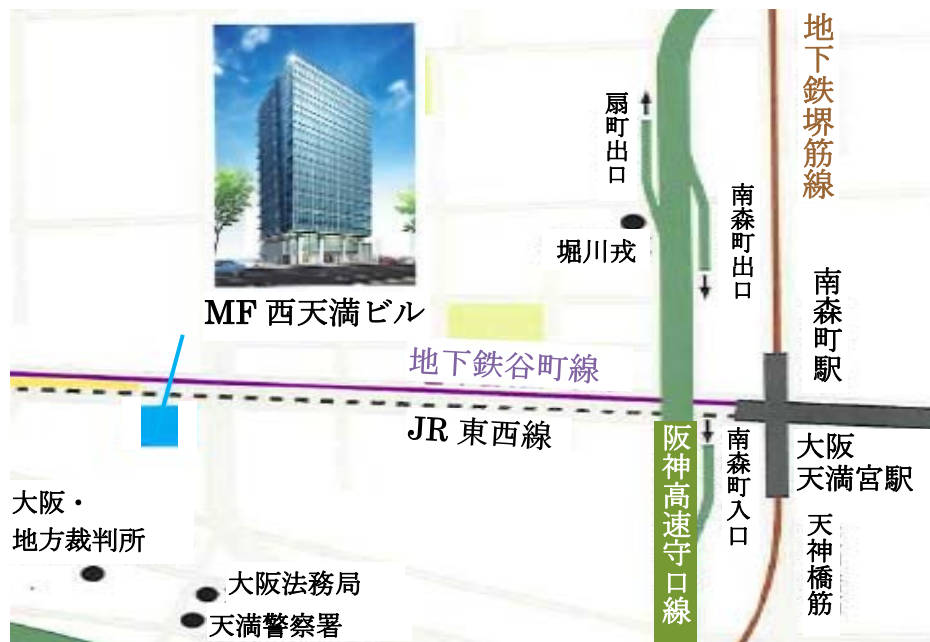 地下鉄堺筋線
扇町出口
南森町出口
堀川戎
南森町駅
MF 西天満ビル
地下鉄谷町線
JR 東西線
阪神高速守口線
南森町入口
大阪
天満宮駅
天神橋筋
大阪・
地方裁判所
大阪法務局
天満警察署